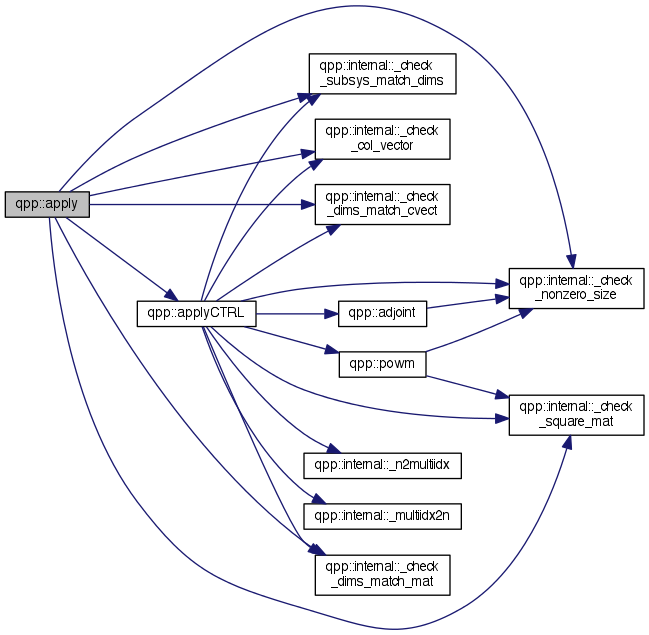 qpp::internal::_check
_subsys_match_dims
qpp::internal::_check
_col_vector
qpp::apply
qpp::internal::_check
_dims_match_cvect
qpp::internal::_check
_nonzero_size
qpp::applyCTRL
qpp::adjoint
qpp::powm
qpp::internal::_check
_square_mat
qpp::internal::_n2multiidx
qpp::internal::_multiidx2n
qpp::internal::_check
_dims_match_mat